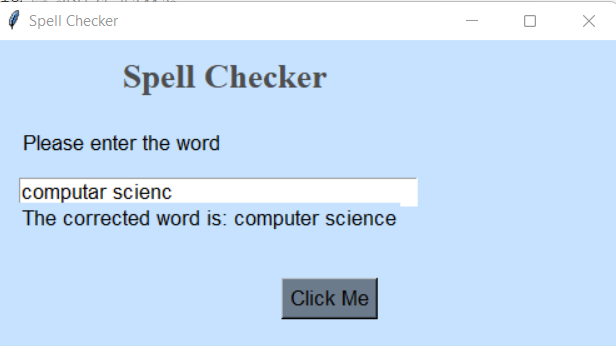 Spell Checker
Spell Checker
Please enter the word
computar scienc
The corrected word is: computer science
Click Me